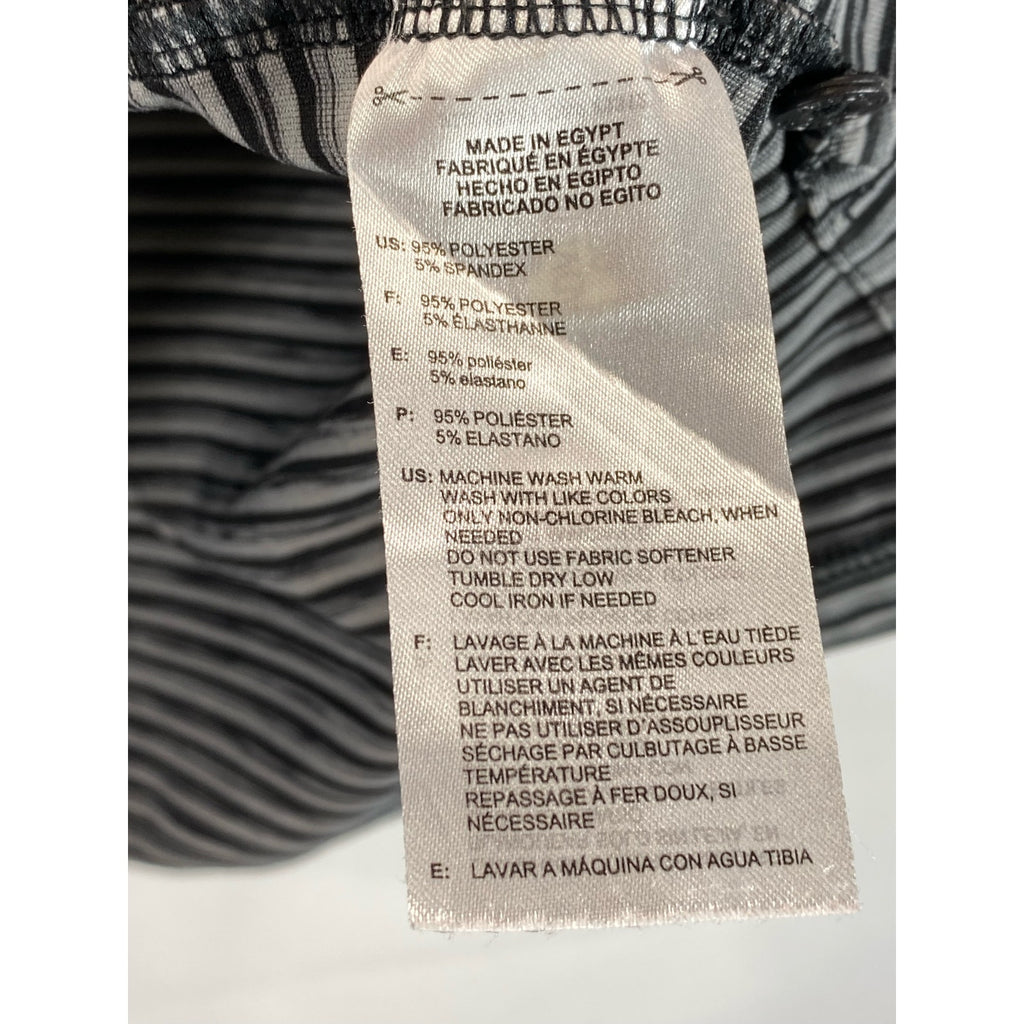 MADE IN EGYPT
FABRIQUÉ EN ÉGYPTE
HECHO EN EGIPTO
FABRICADO NO EGITO
US: 95% POLYESTER
5% SPANDEX
F: 95% POLYESTER
5% ÉLASTHANNE
E: 95% poliéster
5% elastano
P: 95% POLIÉSTER
5% ELASTANO
US: MACHINE WASH WARM
WASH WITH LIKE COLORS
ONLY NON-CHLORINE BLEACH, WHEN
NEEDED
DO NOT USE FABRIC SOFTENER
TUMBLE DRY LOW
COOL IRON IF NEEDED
F: LAVAGE À LA MACHINE À L'EAU TIÈDE
LAVER AVEC LES MÊMES COULEURS
UTILISER UN AGENT DE
BLANCHIMENT, SI NÉCESSAIRE
NE PAS UTILISER D'ASSOUPLISSEUR
SÉCHAGE PAR CULBUTAGE À BASSE
TEMPÉRATURE
REPASSAGE À FER DOUX, SI
NÉCESSAIRE
E: LAVAR A MÁQUINA CON AGUA TIBIA